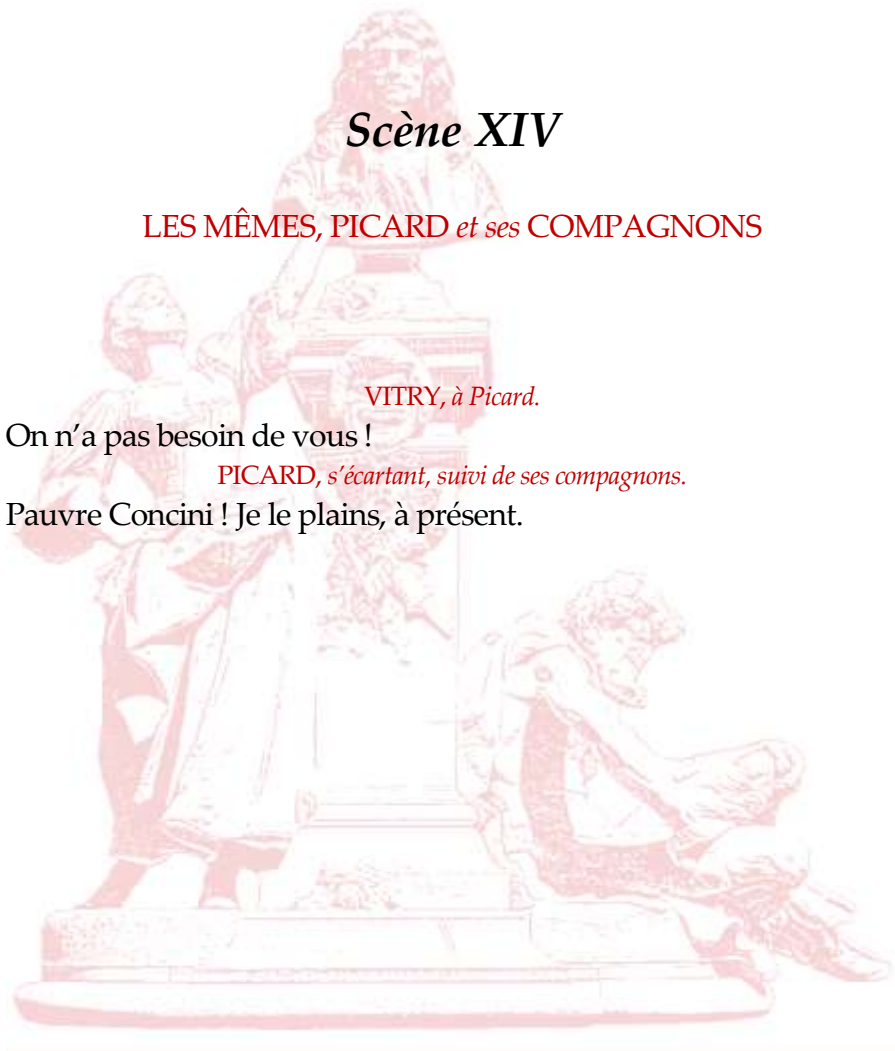 Scène XIV
LES MÊMES, PICARD et ses COMPAGNONS
VITRY, à Picard.
On n’a pas besoin de vous !
PICARD, s’écartant, suivi de ses compagnons.
Pauvre Concini ! Je le plains, à présent.